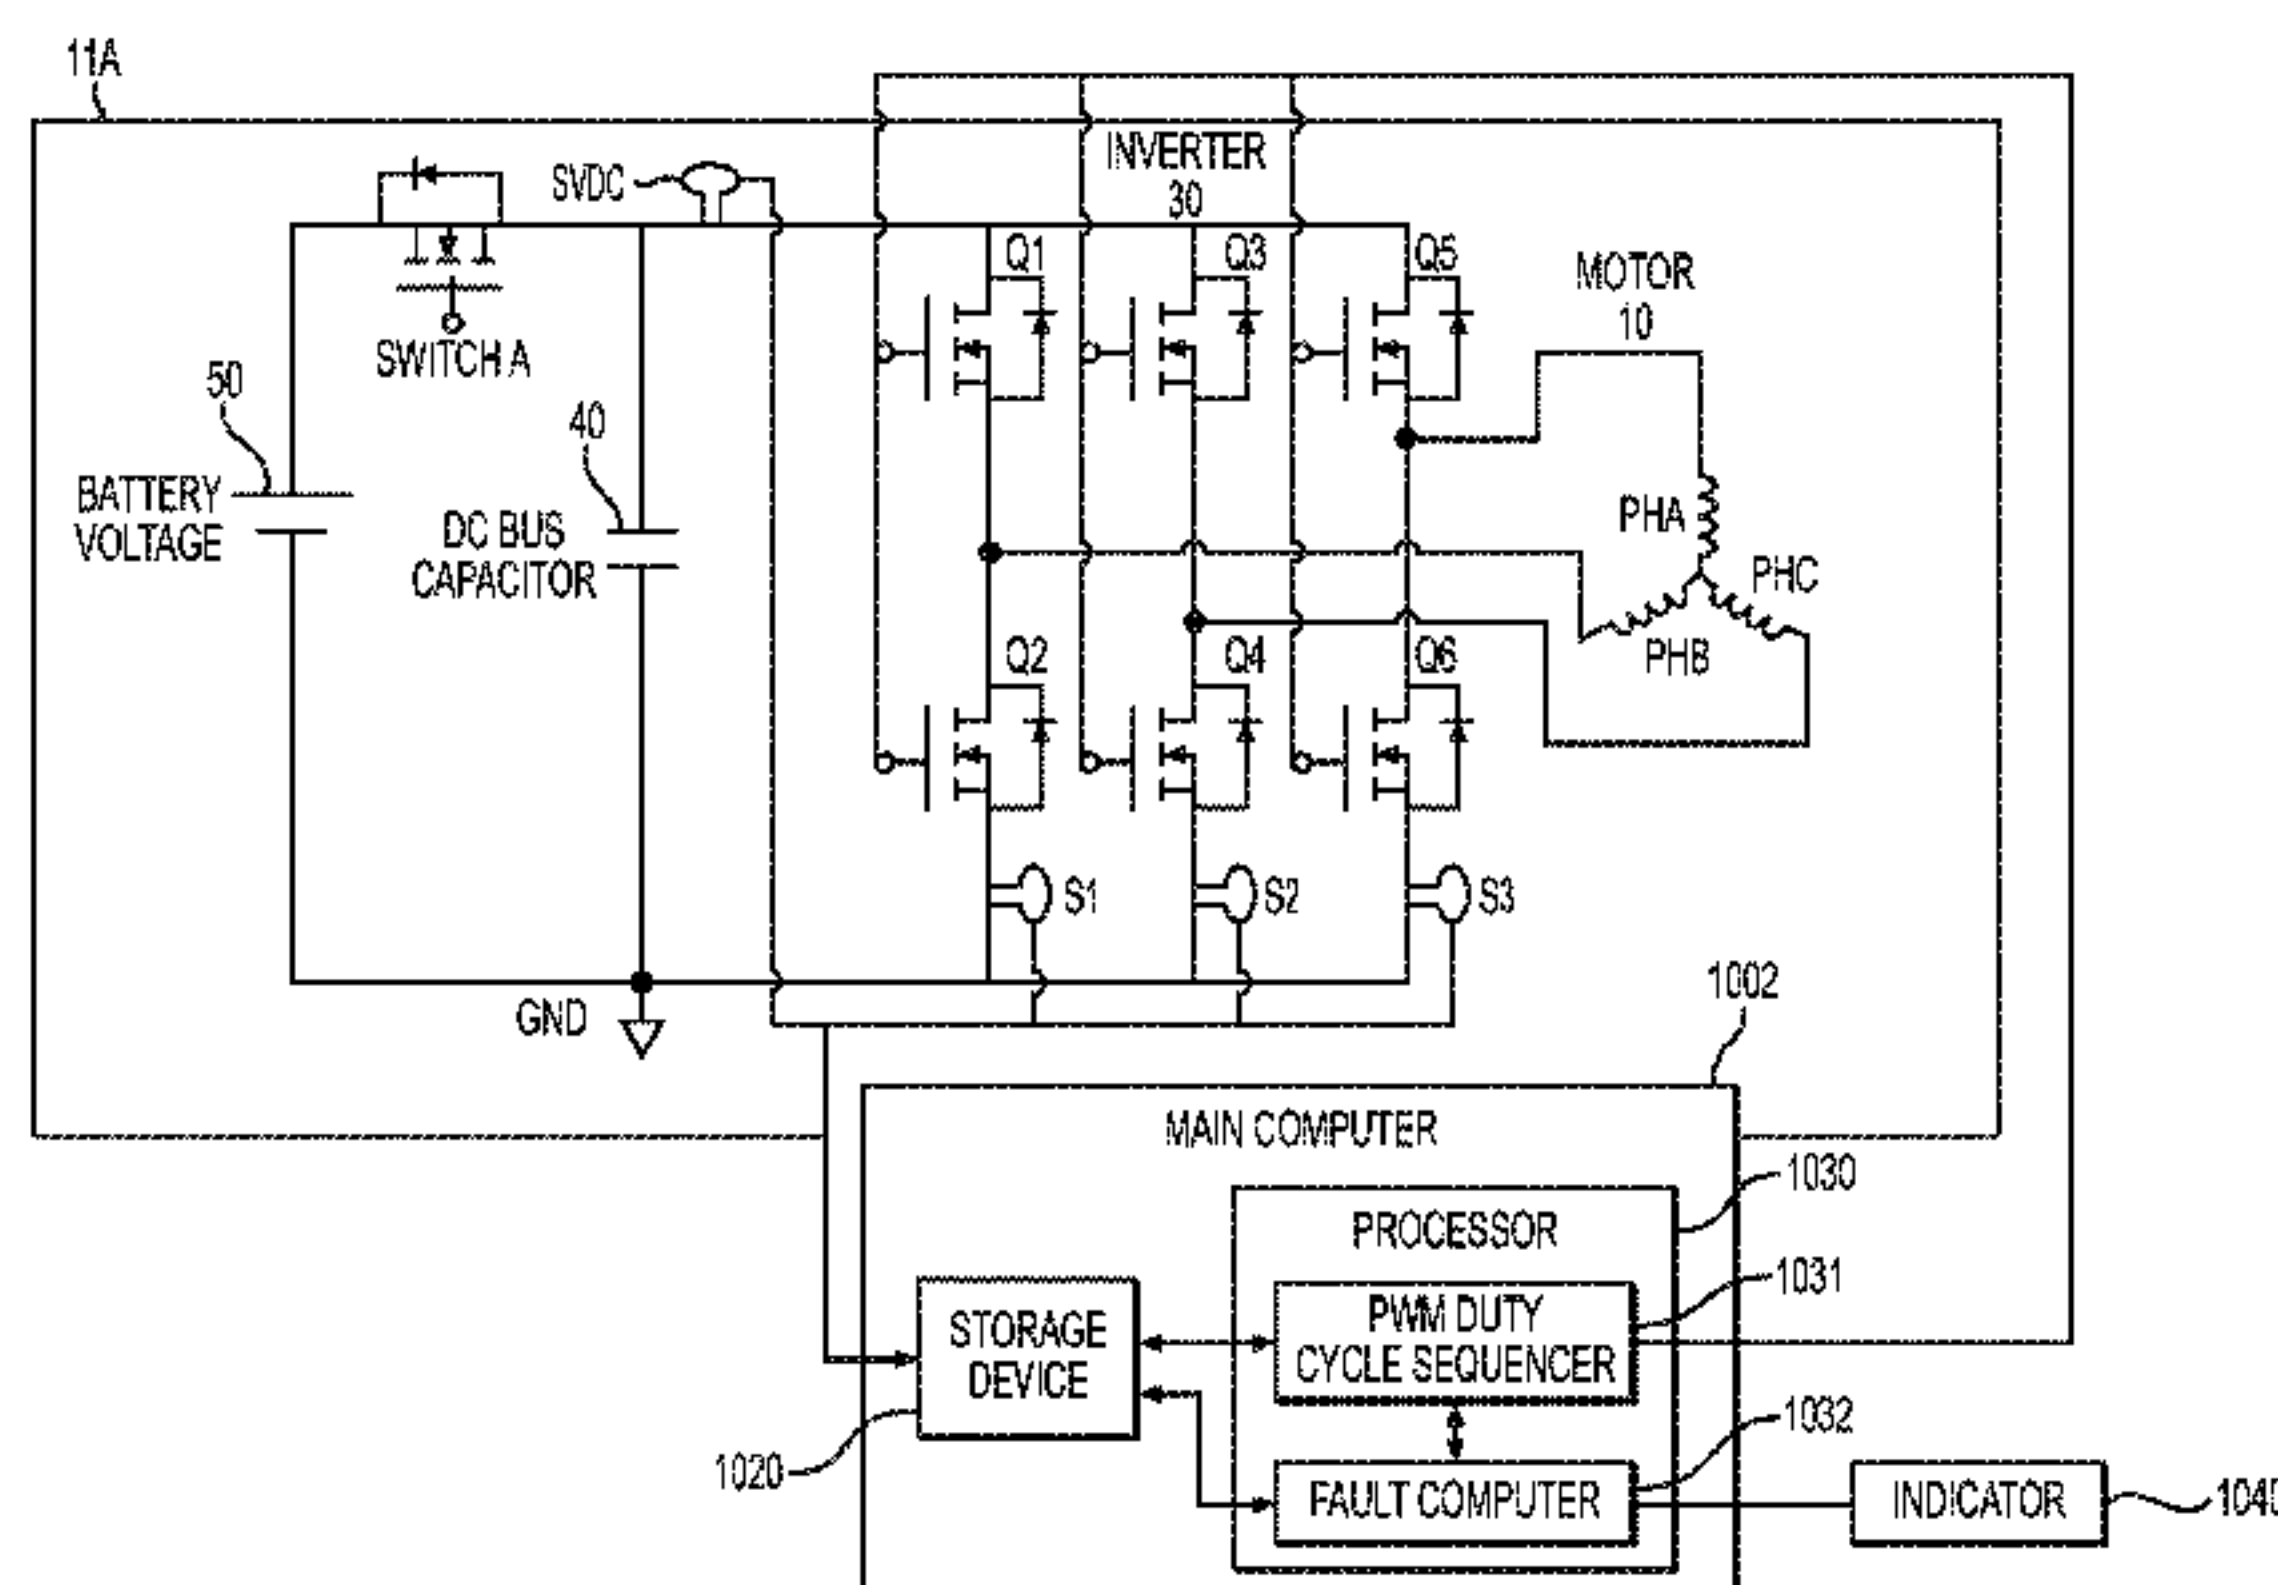 11A
INVERTER
30
SVDC
Q1
Q3
Q5
MOTOR
10
SWITCH A
50
40
BATTERY
VOLTAGE
DC BUS
CAPACITOR
PHA
PHC
PHB
Q2
Q4
Q6
S1
S2
S3
GND
1002
MAIN COMPUTER
1030
PROCESSOR
1031
PWM DUTY
CYCLE SEQUENCER
STORAGE
DEVICE
1032
1020
FAULT COMPUTER
INDICATOR
1040